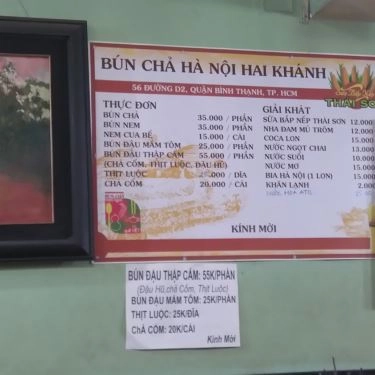 BÚN CHẢ HÀ NỘI HAI KHÁNH
56 ĐƯỜNG D2, QUẬN BÌNH THẠNH, TP. HCM
THÁI SƠN
THỰC ĐƠN
BÚN CHẢ 35.000 / PHẦN
BÚN NEM 35.000 / PHẦN
NEM CUA BỂ 15.000 / CÁI
BÚN ĐẬU MẮM TÔM 25.000 / PHẦN
BÚN ĐẬU THẬP CẨM 55.000 / PHẦN
(CHẢ CỐM, THỊT LUỘC, ĐẬU HŨ)
THỊT LUỘC 25.000 / DĨA
CHẢ CỐM 20.000 / CÁI
GIẢI KHÁT
SỮA BẮP NẾP THÁI SƠN 12.000
NHA ĐAM MỦ TRÔM 12.000
COCA LON 15.000
NƯỚC NGỌT CHAI 13.000
NƯỚC SUỐI 10.000
NƯỚC MƠ 15.000
BIA HÀ NỘI (1 LON) 15.000
KHĂN LẠNH 2.000
KÍNH MỜI
BÚN ĐẬU THẬP CẨM: 55K/PHẦN
(Đậu Hũ,chả Cốm, Thịt Luộc)
BÚN ĐẬU MẮM TÔM: 25K/PHẦN
THỊT LUỘC: 25K/ĐĨA
CHẢ CỐM: 20K/CÁI
Kính Mời